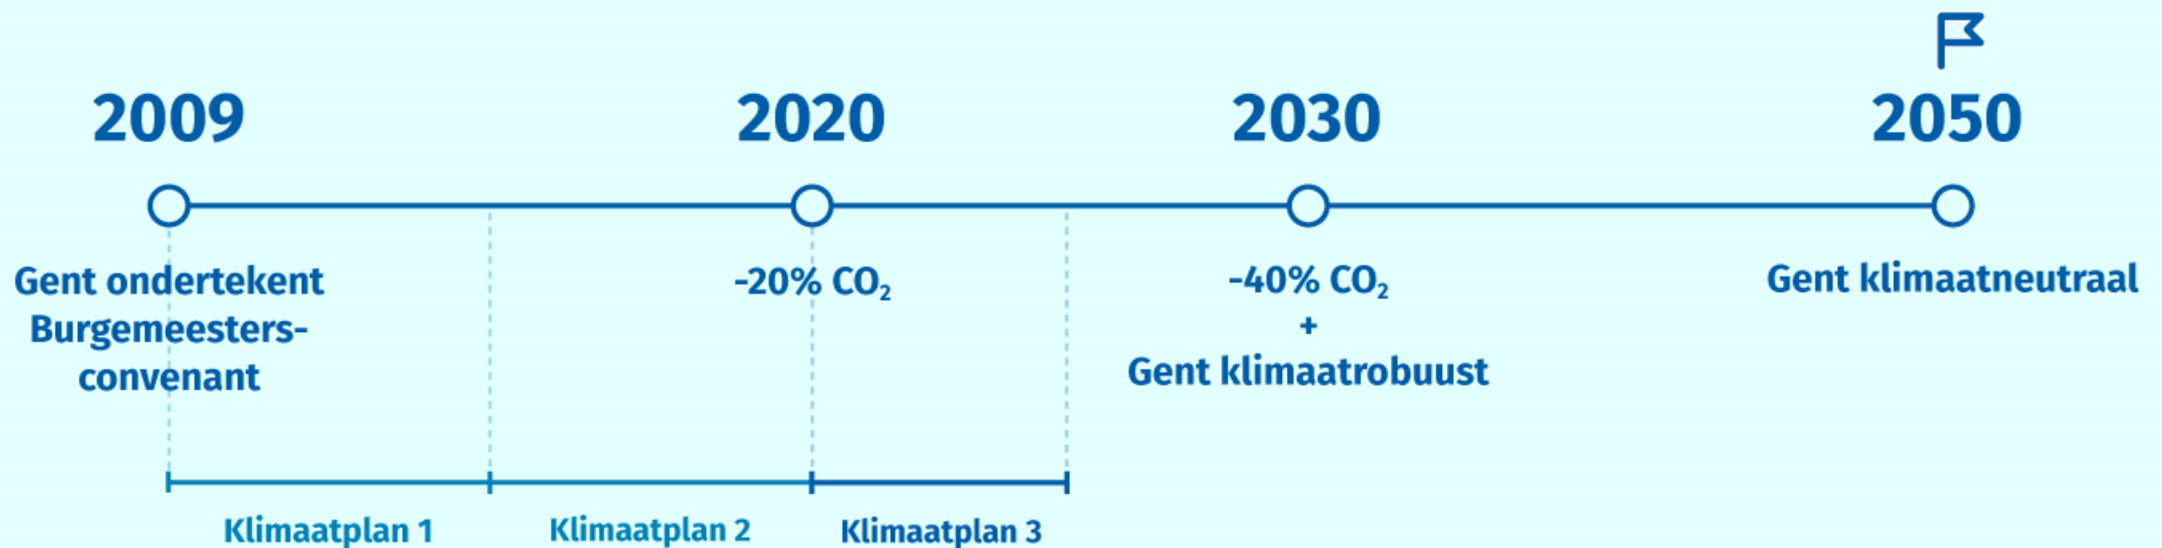 2009
2020
2030
2050
Gent ondertekent
Burgemeesters-
convenant
-20% CO₂
-40% CO₂
+
Gent klimaatrobuust
Gent klimaatneutraal
Klimaatplan 1
Klimaatplan 2
Klimaatplan 3